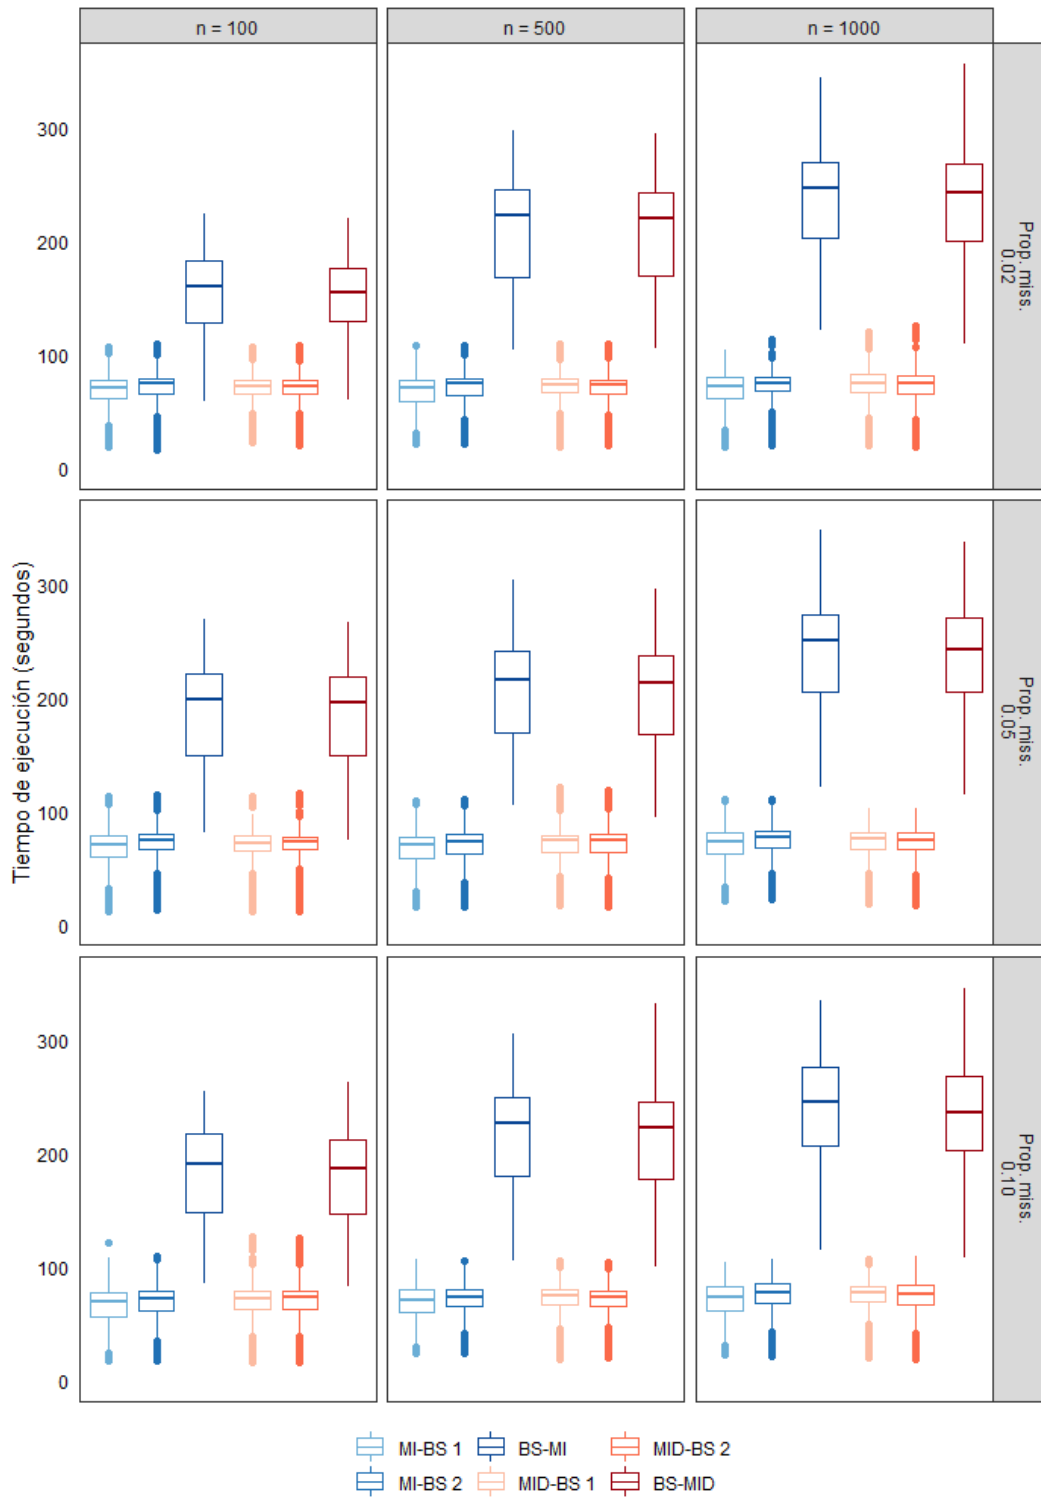 n = 100
n = 500
n = 1000
300
200
100
0
Prop. miss.
0.02
300
200
100
0
Prop. miss.
0.05
Tiempo de ejecución (segundos)
300
200
100
0
Prop. miss.
0.10
MI-BS 1
BS-MI
MID-BS 2
MI-BS 2
MID-BS 1
BS-MID